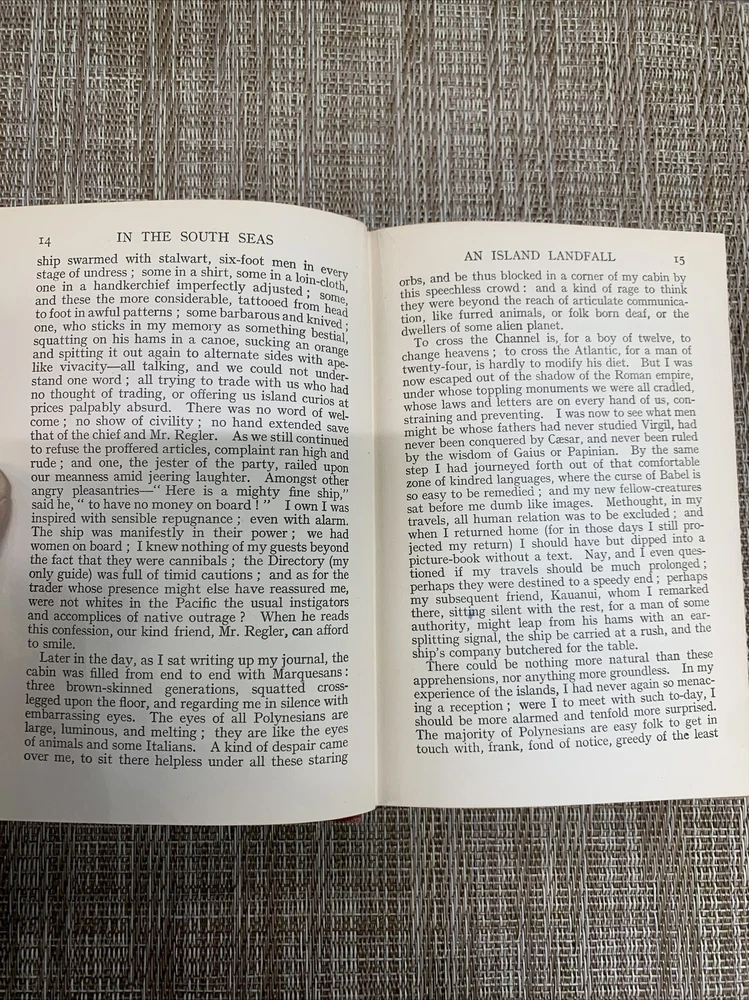 14
IN THE SOUTH SEAS
ship swarmed with stalwart, six-foot men in every
stage of undress ; some in a shirt, some in a loin-cloth,
one in a handkerchief imperfectly adjusted ; some,
and these the more considerable, tattooed from head
to foot in awful patterns ; some barbarous and knived ;
one, who sticks in my memory as something bestial,
squatting on his hams in a canoe, sucking an orange
and spitting it out again to alternate sides with ape-
like vivacity—all talking, and we could not under-
stand one word ; all trying to trade with us who had
no thought of trading, or offering us island curios at
prices palpably absurd. There was no word of wel-
come ; no show of civility ; no hand extended save
that of the chief and Mr. Regler. As we still continued
to refuse the proffered articles, complaint ran high and
rude ; and one, the jester of the party, railed upon
our meanness amid jeering laughter. Amongst other
angry pleasantries—“ Here is a mighty fine ship,”
said he, “ to have no money on board ! ” I own I was
inspired with sensible repugnance ; even with alarm.
The ship was manifestly in their power ; we had
women on board ; I knew nothing of my guests beyond
the fact that they were cannibals ; the Directory (my
only guide) was full of timid cautions ; and as for the
trader whose presence might else have reassured me,
were not whites in the Pacific the usual instigators
and accomplices of native outrage ? When he reads
this confession, our kind friend, Mr. Regler, can afford
to smile.
Later in the day, as I sat writing up my journal, the
cabin was filled from end to end with Marquesans :
three brown-skinned generations, squatted cross-
legged upon the floor, and regarding me in silence with
embarrassing eyes. The eyes of all Polynesians are
large, luminous, and melting ; they are like the eyes
of animals and some Italians. A kind of despair came
over me, to sit there helpless under all these staring
AN ISLAND LANDFALL
15
orbs, and be thus blocked in a corner of my cabin by
this speechless crowd : and a kind of rage to think
they were beyond the reach of articulate communica-
tion, like furred animals, or folk born deaf, or the
dwellers of some alien planet.
To cross the Channel is, for a boy of twelve, to
change heavens ; to cross the Atlantic, for a man of
twenty-four, is hardly to modify his diet. But I was
now escaped out of the shadow of the Roman empire,
under whose toppling monuments we were all cradled,
whose laws and letters are on every hand of us, con-
straining and preventing. I was now to see what men
might be whose fathers had never studied Virgil, had
never been conquered by Cæsar, and never been ruled
by the wisdom of Gaius or Papinian. By the same
step I had journeyed forth out of that comfortable
zone of kindred languages, where the curse of Babel is
so easy to be remedied ; and my new fellow-creatures
sat before me dumb like images. Methought, in my
travels, all human relation was to be excluded ; and
when I returned home (for in those days I still pro-
jected my return) I should have but dipped into a
picture-book without a text. Nay, and I even ques-
tioned if my travels should be much prolonged ;
perhaps they were destined to a speedy end ; perhaps
my subsequent friend, Kauanui, whom I remarked
there, sitting silent with the rest, for a man of some
authority, might leap from his hams with an ear-
splitting signal, the ship be carried at a rush, and the
ship’s company butchered for the table.
There could be nothing more natural than these
apprehensions, nor anything more groundless. In my
experience of the islands, I had never again so menac-
ing a reception ; were I to meet with such to-day, I
should be more alarmed and tenfold more surprised.
The majority of Polynesians are easy folk to get in
touch with, frank, fond of notice, greedy of the least